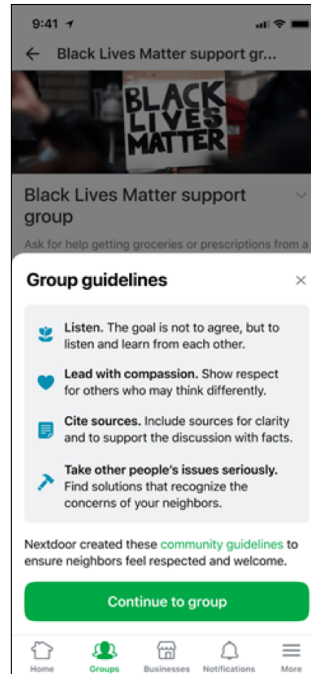 9:41
Black Lives Matter support gr...
BLACK
LIVES
MATTER
Black Lives Matter support
group
Ask for help getting groceries or prescriptions from a
Group guidelines
Listen. The goal is not to agree, but to
listen and learn from each other.
Lead with compassion. Show respect
for others who may think differently.
Cite sources. Include sources for clarity
and to support the discussion with facts.
Take other people's issues seriously.
Find solutions that recognize the
concerns of your neighbors.
Nextdoor created these community guidelines to
ensure neighbors feel respected and welcome.
Continue to group
Home Groups Businesses Notifications More